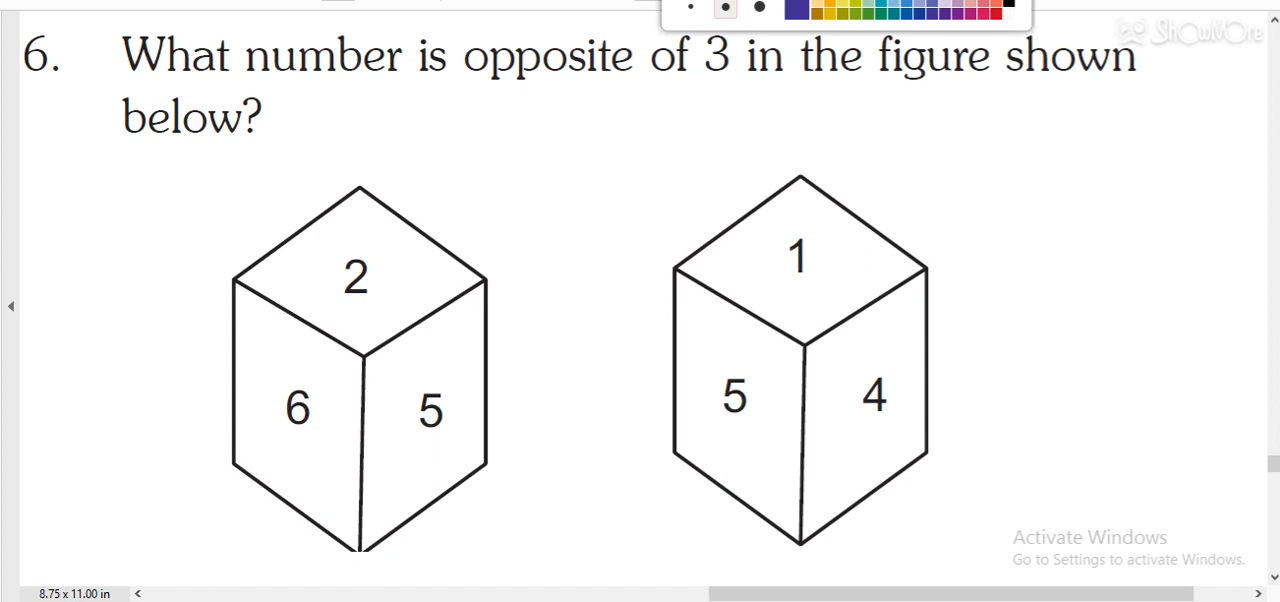 ShowMore
6. What number is opposite of 3 in the figure shown
below?
2
6 5
1
5 4
Activate Windows
Go to Settings to activate Windows.
8.75 x 11.00 in